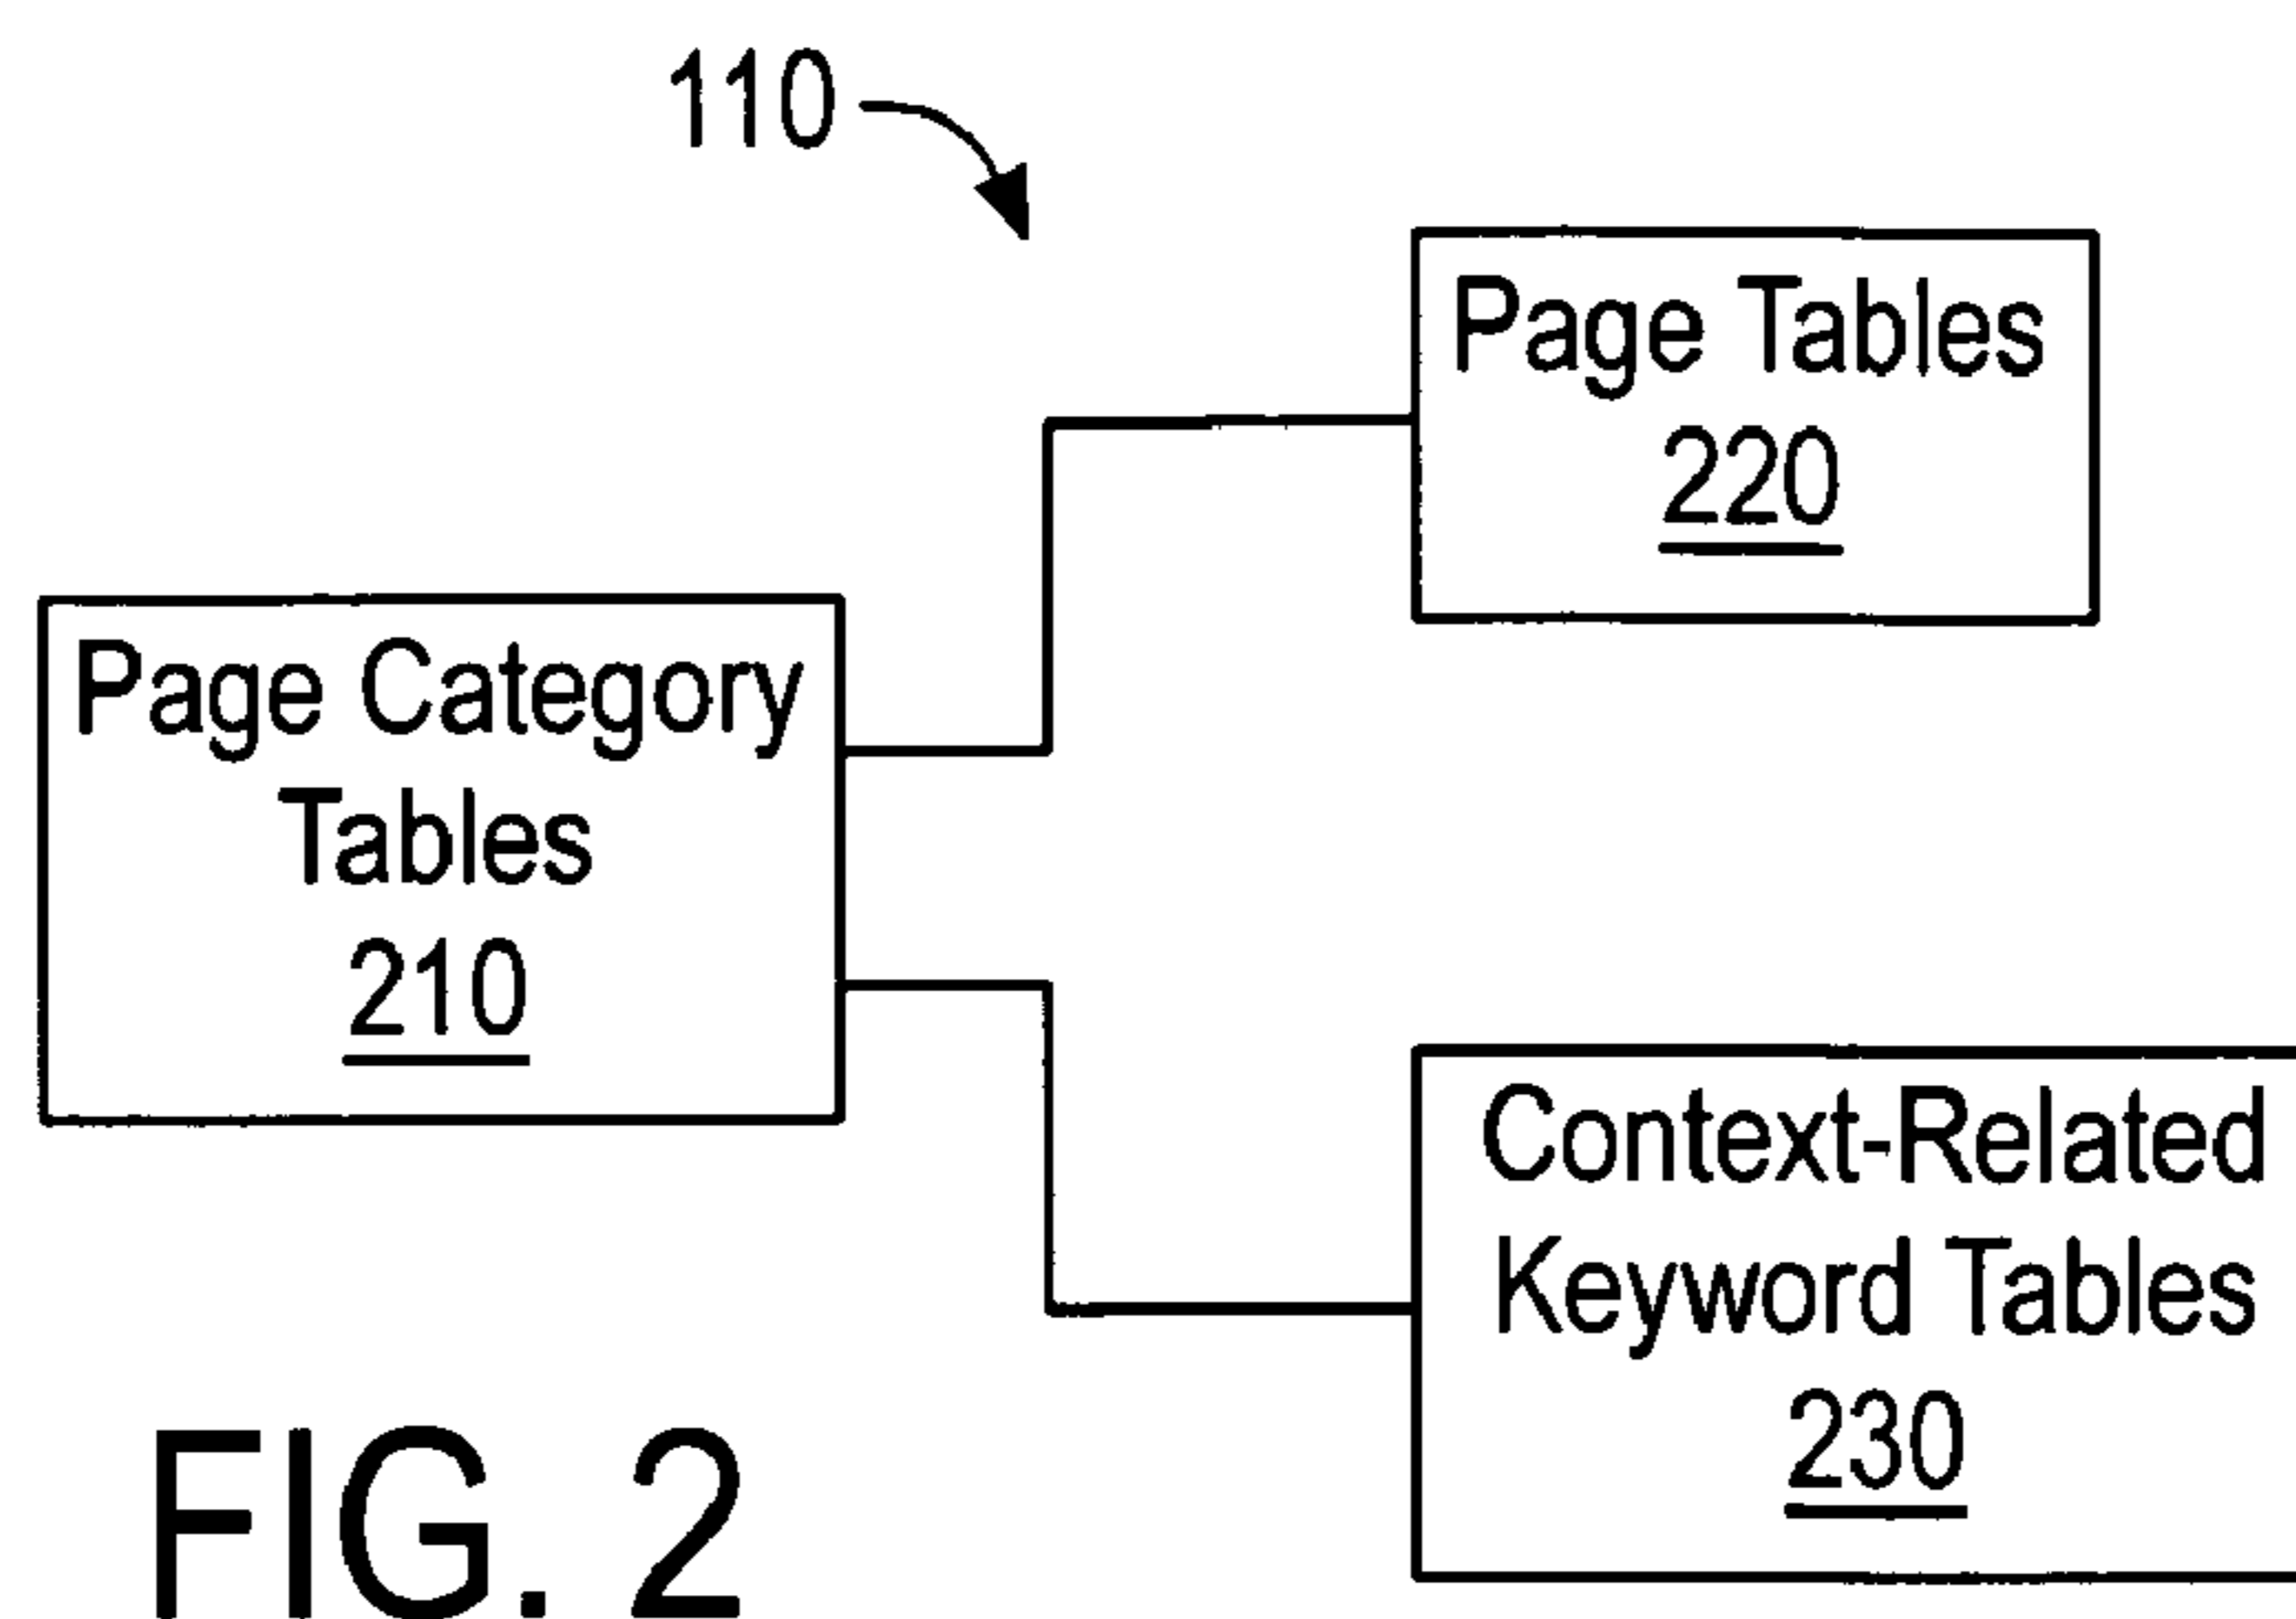 110
Page Tables
220
Page Category
Tables
210
Context-Related
Keyword Tables
230
FIG. 2